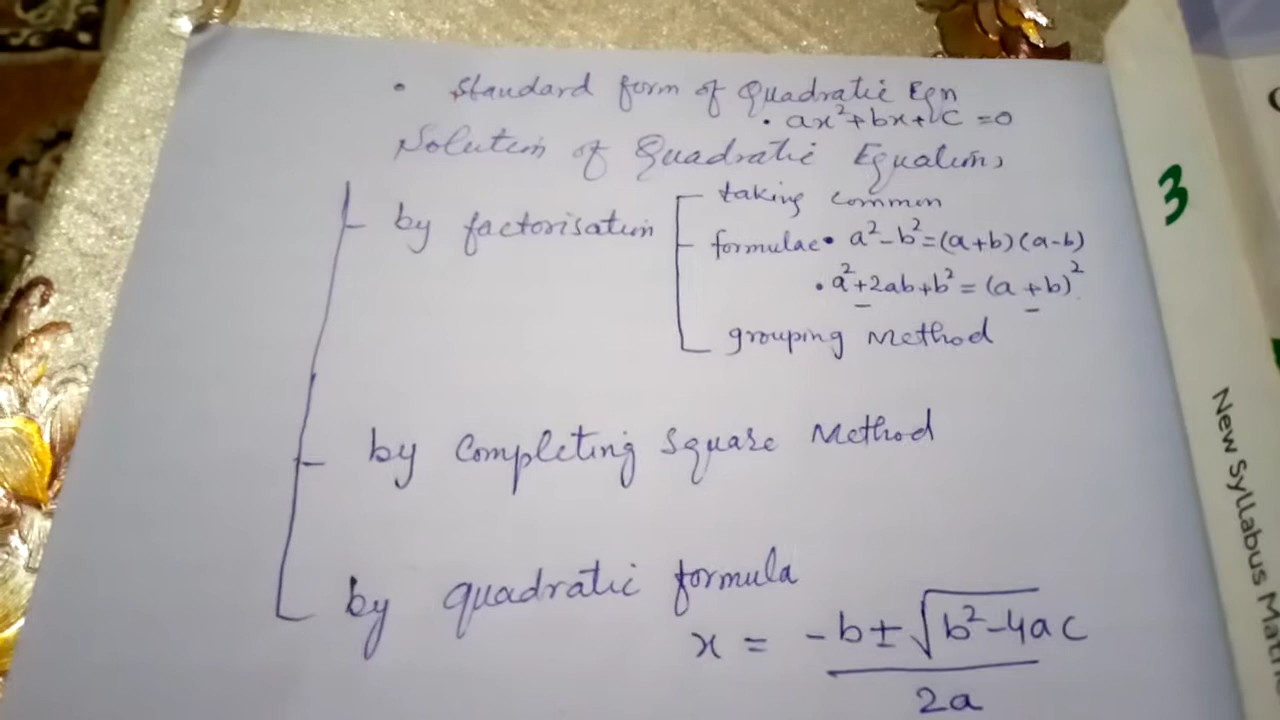 • Standard form of Quadratic Eqn
• ax²+bx+c =0
Solution of Quadratic Equations
by factorisation
taking common
formulae • a²-b²=(a+b)(a-b)
• a²±2ab+b²=(a±b)²
grouping Method
by Completing Square Method
by quadratic formula
x = -b±√b²-4ac
2a
3
New Syllabus